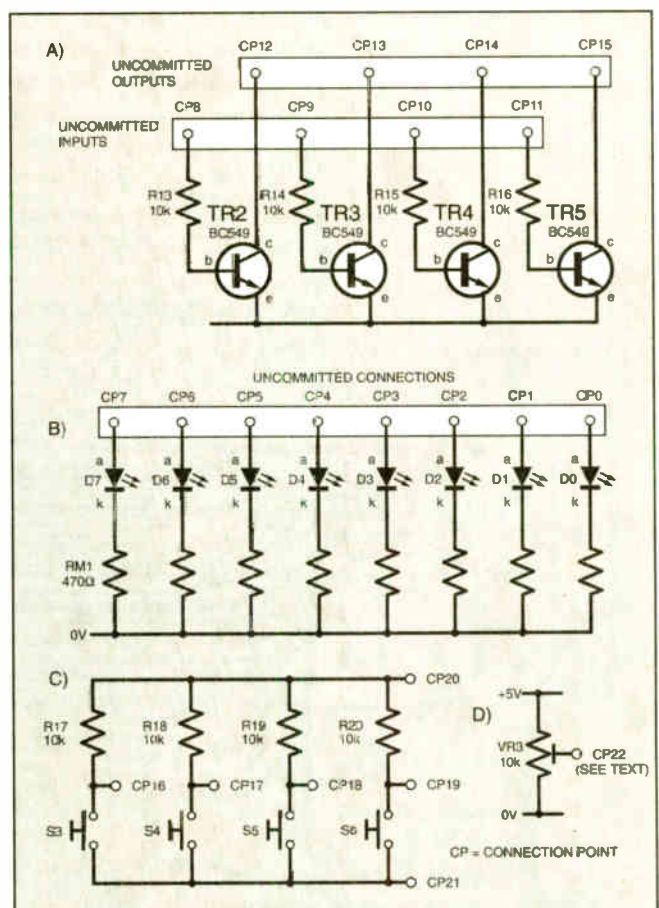 A)
CP12 CP13 CP14 CP15
UNCOMMITTED
OUTPUTS
CP8 CP9 CP10 CP11
UNCOMMITTED
INPUTS
R13
10k
R14
10k
R15
10k
R16
10k
TR2
BC549
TR3
BC549
TR4
BC549
TR5
BC549
c c c c
b b b b
e e e e
UNCOMMITTED CONNECTIONS
B)
CP7 CP6 CP5 CP4 CP3 CP2 CP1 CP0
a a a a a a a a
D7 D6 D5 D4 D3 D2 D1 D0
k k k k k k k k
RM1
470Ω
0V
C)
CP20
R17
10k
R18
10k
R19
10k
R20
10k
CP16 CP17 CP18 CP19
S3 S4 S5 S6
CP21
D)
+5V
VR3
10k
CP22
(SEE TEXT)
0V
CP = CONNECTION POINT